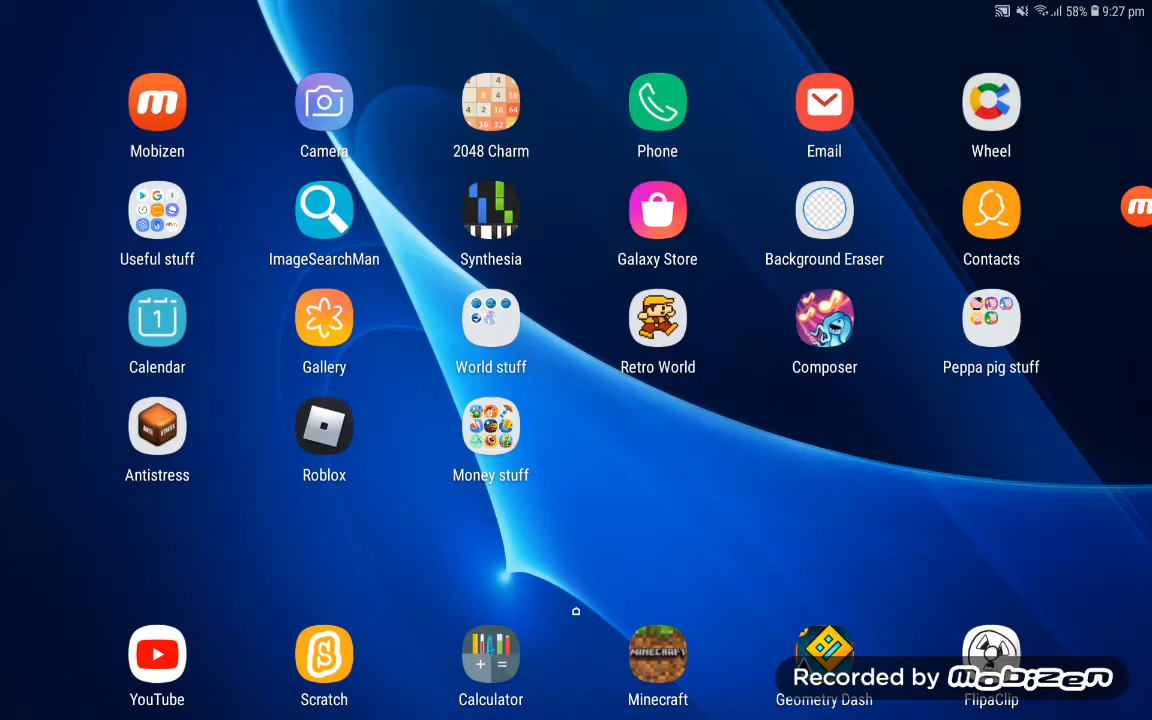 58% 9:27 pm
Mobizen
Camera
2048 Charm
Phone
Email
Wheel
Useful stuff
ImageSearchMan
Synthesia
Galaxy Store
Background Eraser
Contacts
1
Calendar
Gallery
World stuff
Retro World
Composer
Peppa pig stuff
Antistress
Roblox
Money stuff
MINECRAFT
YouTube
Scratch
Calculator
Minecraft
Geometry Dash
FlipaClip
Recorded by mobizen